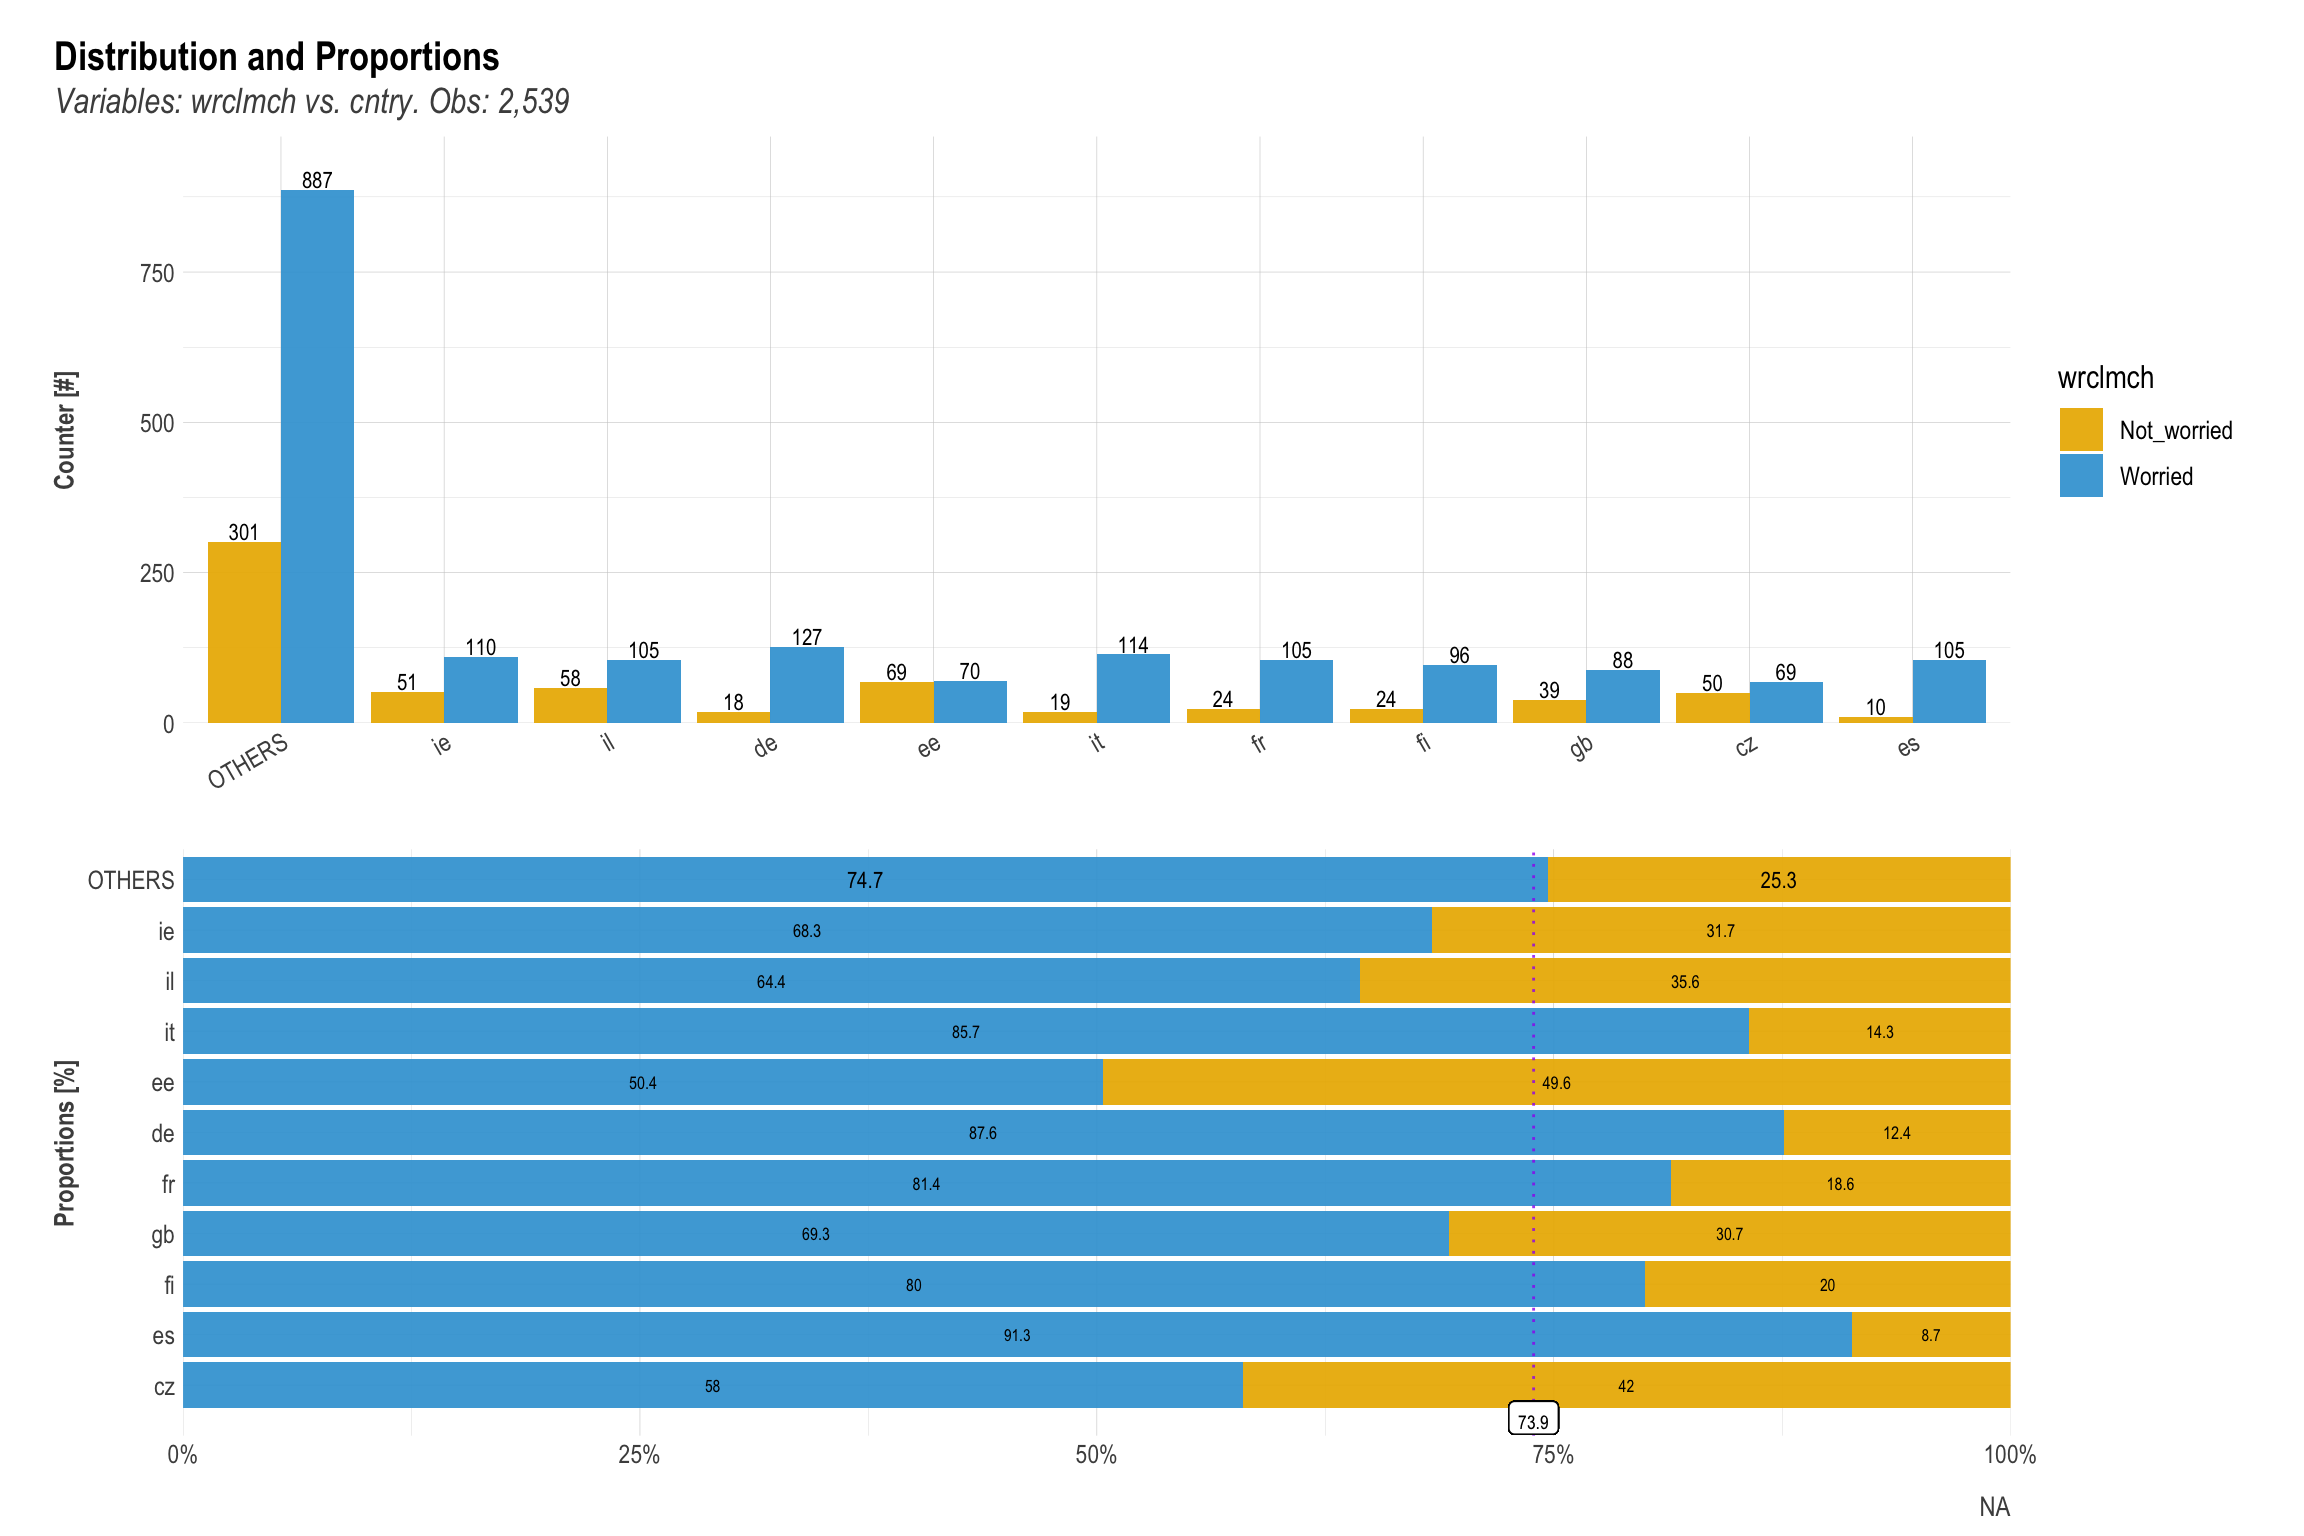 Distribution and Proportions
Variables: wrclmch vs. cntry. Obs: 2,539
Counter [#]
750
500
250
0
301 887
51 110
58 105
18 127
69 70
19 114
24 105
24 96
39 88
50 69
10 105
OTHERS ie il de ee it fr fi gb cz es
wrclmch
Not_worried
Worried
Proportions [%]
OTHERS 74.7 25.3
ie 68.3 31.7
il 64.4 35.6
it 85.7 14.3
ee 50.4 49.6
de 87.6 12.4
fr 81.4 18.6
gb 69.3 30.7
fi 80 20
es 91.3 8.7
cz 58 42
73.9
0% 25% 50% 75% 100%
NA